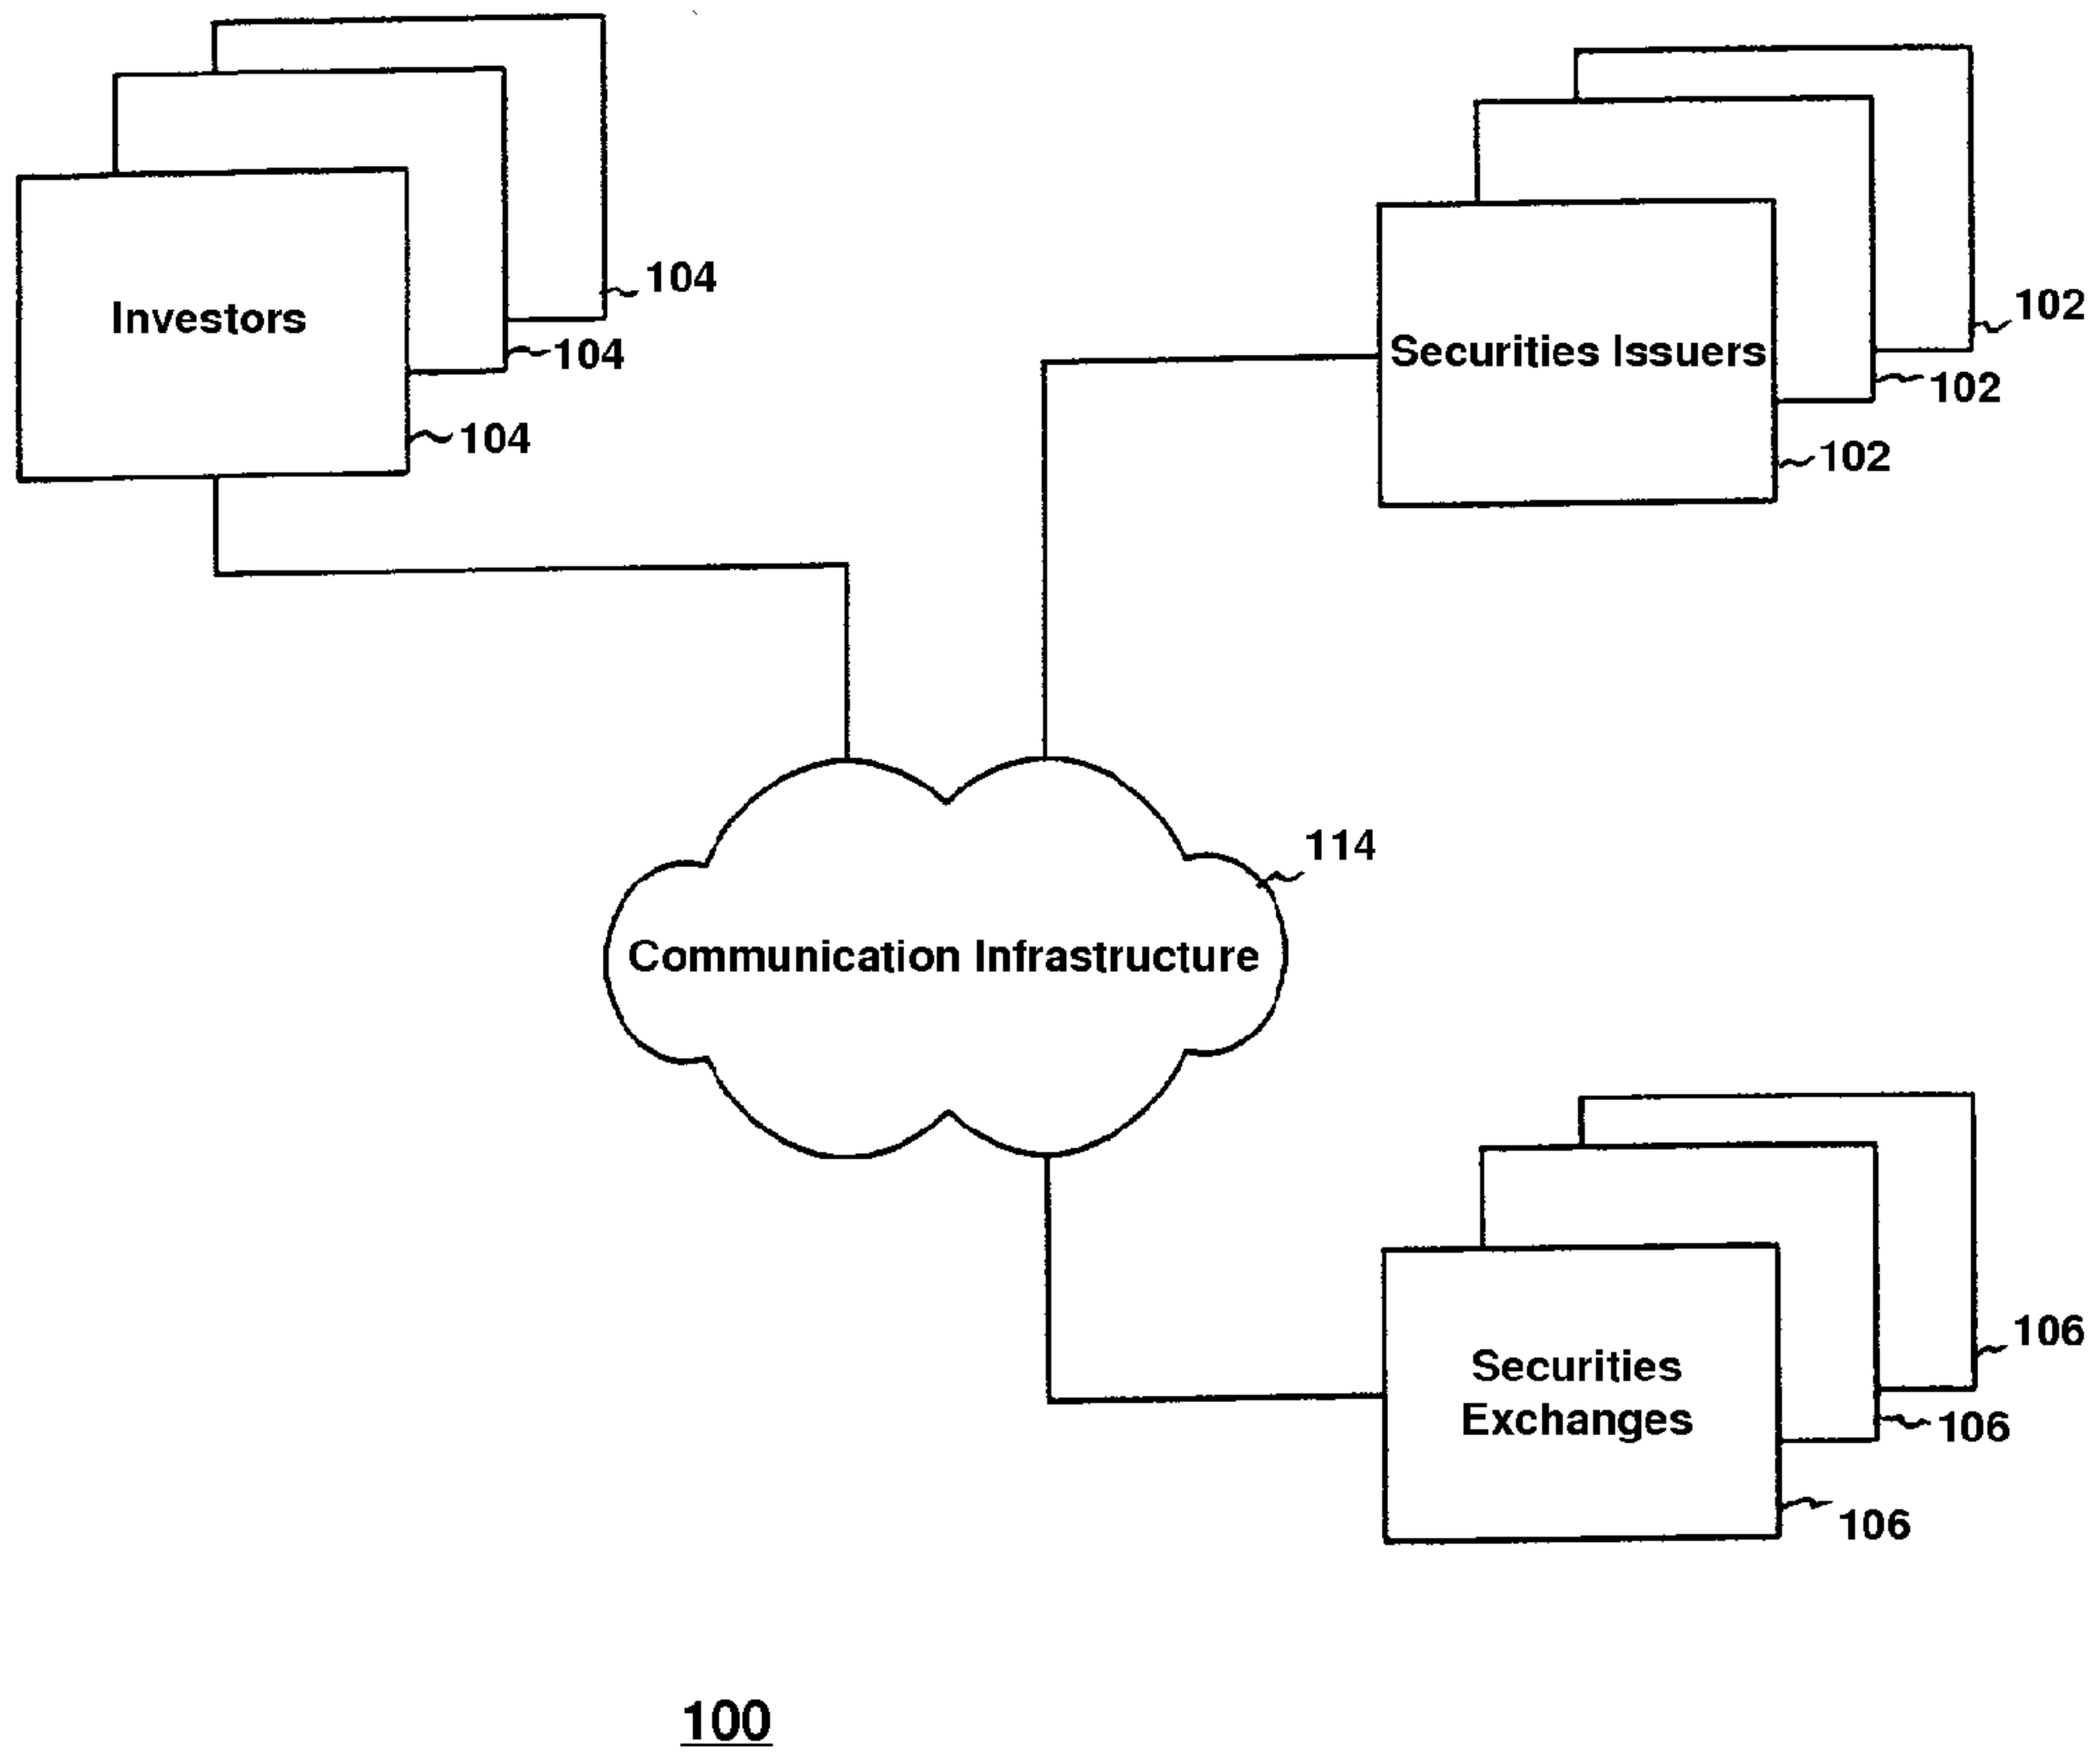 104
Investors
104
104
102
Securities Issuers
102
102
114
Communication Infrastructure
106
Securities
Exchanges
106
106
100